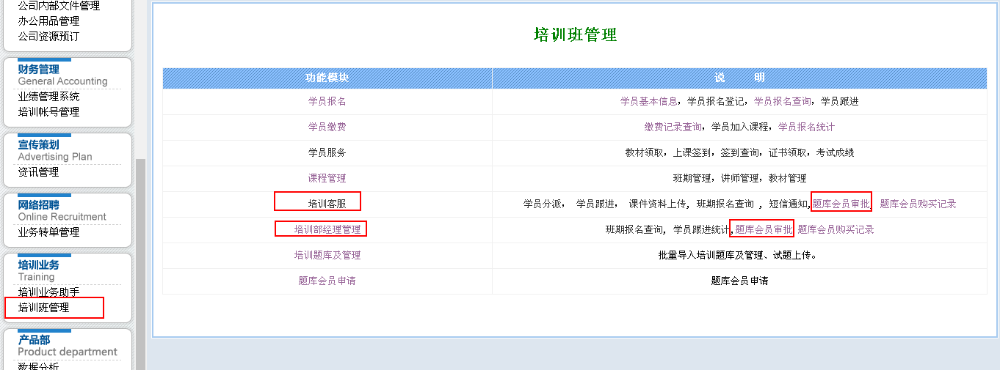 公司内部文件管理
办公用品管理
公司资源预订
财务管理
General Accounting
业绩管理系统
培训帐号管理
宣传策划
Advertising Plan
资讯管理
网络招聘
Online Recruitment
业务转单管理
培训业务
Training
培训业务助手
培训班管理
产品部
Product department
数据分析
培训班管理
功能模块 说 明
学员报名 学员基本信息，学员报名登记，学员报名查询，学员跟进
学员缴费 缴费记录查询，学员加入课程，学员报名统计
学员服务 教材领取，上课签到，签到查询，证书领取，考试成绩
课程管理 班期管理，讲师管理，教材管理
培训客服 学员分派， 学员跟进， 课件资料上传, 班期报名查询 , 短信通知,题库会员审批, 题库会员购买记录
培训部经理管理 班期报名查询, 学员跟进统计,题库会员审批 题库会员购买记录
培训题库及管理 批量导入培训题库及管理、试题上传。
题库会员申请 题库会员申请